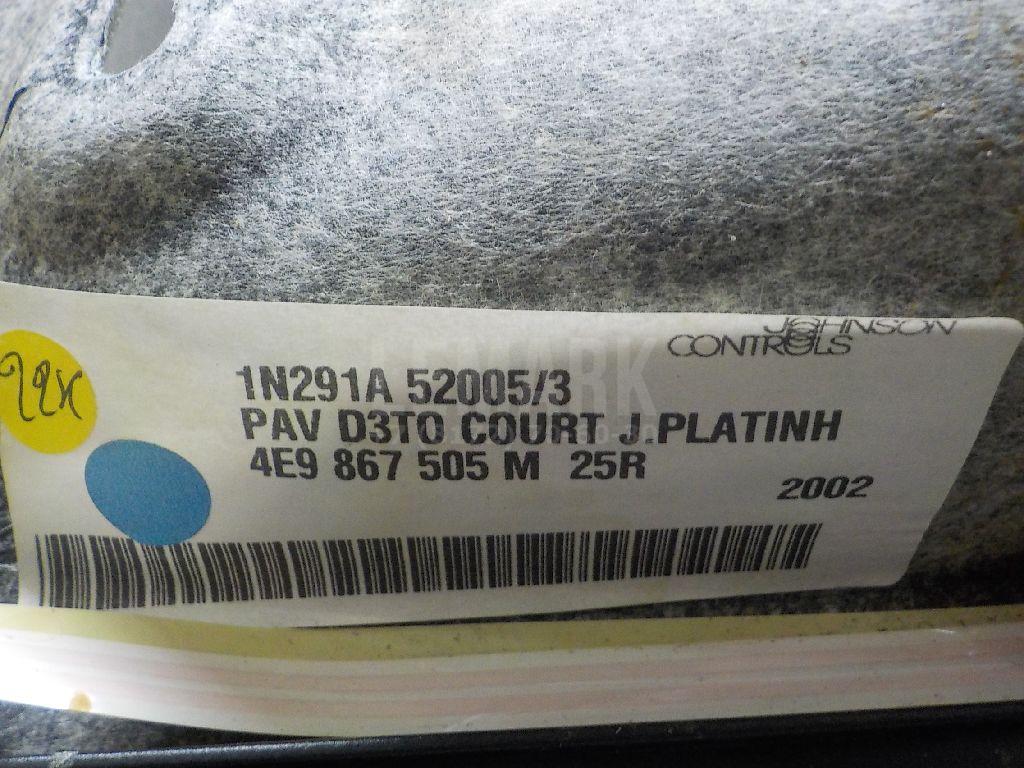 JOHNSON
CONTROLS
1N291A 52005/3
PAV D3TO COURT J.PLATINH
4E9 867 505 M 25R
2002